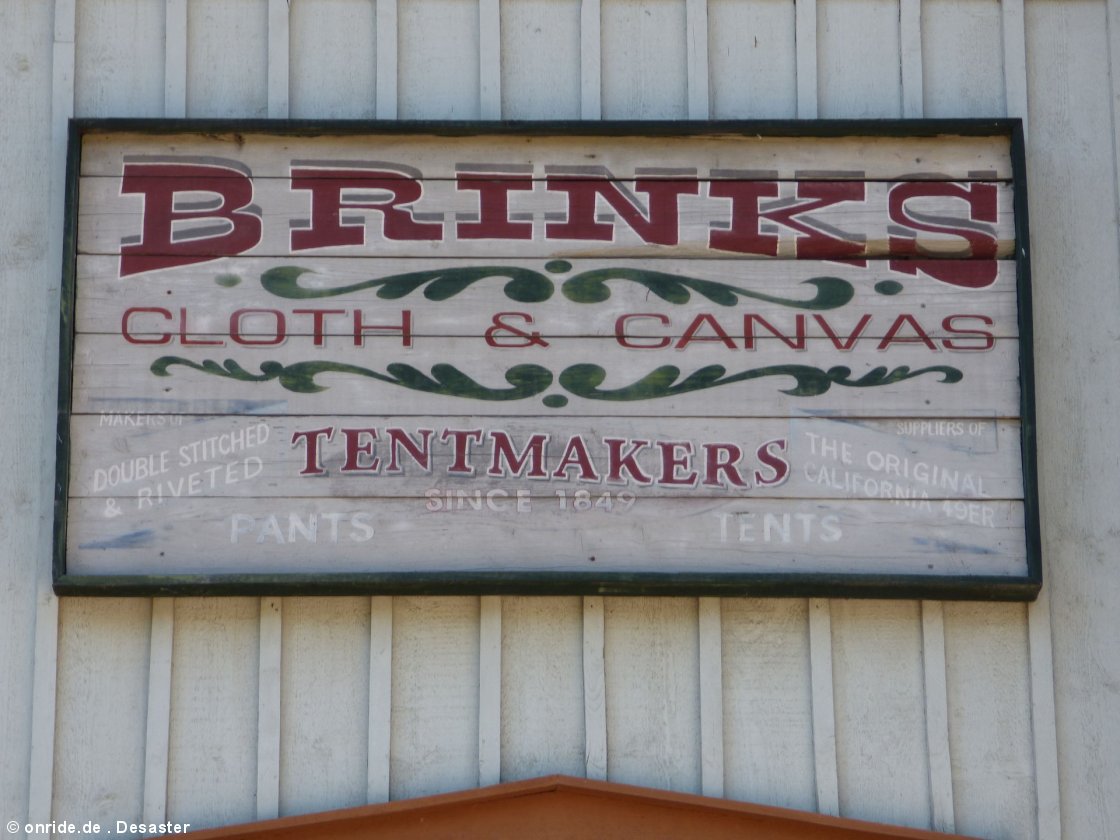 BRINKS
CLOTH & CANVAS
TENTMAKERS
SINCE 1849
MAKERS OF
DOUBLE STITCHED
& RIVETED
PANTS
SUPPLIERS OF
THE ORIGINAL
CALIFORNIA 49ER
TENTS
© onride.de . Desaster